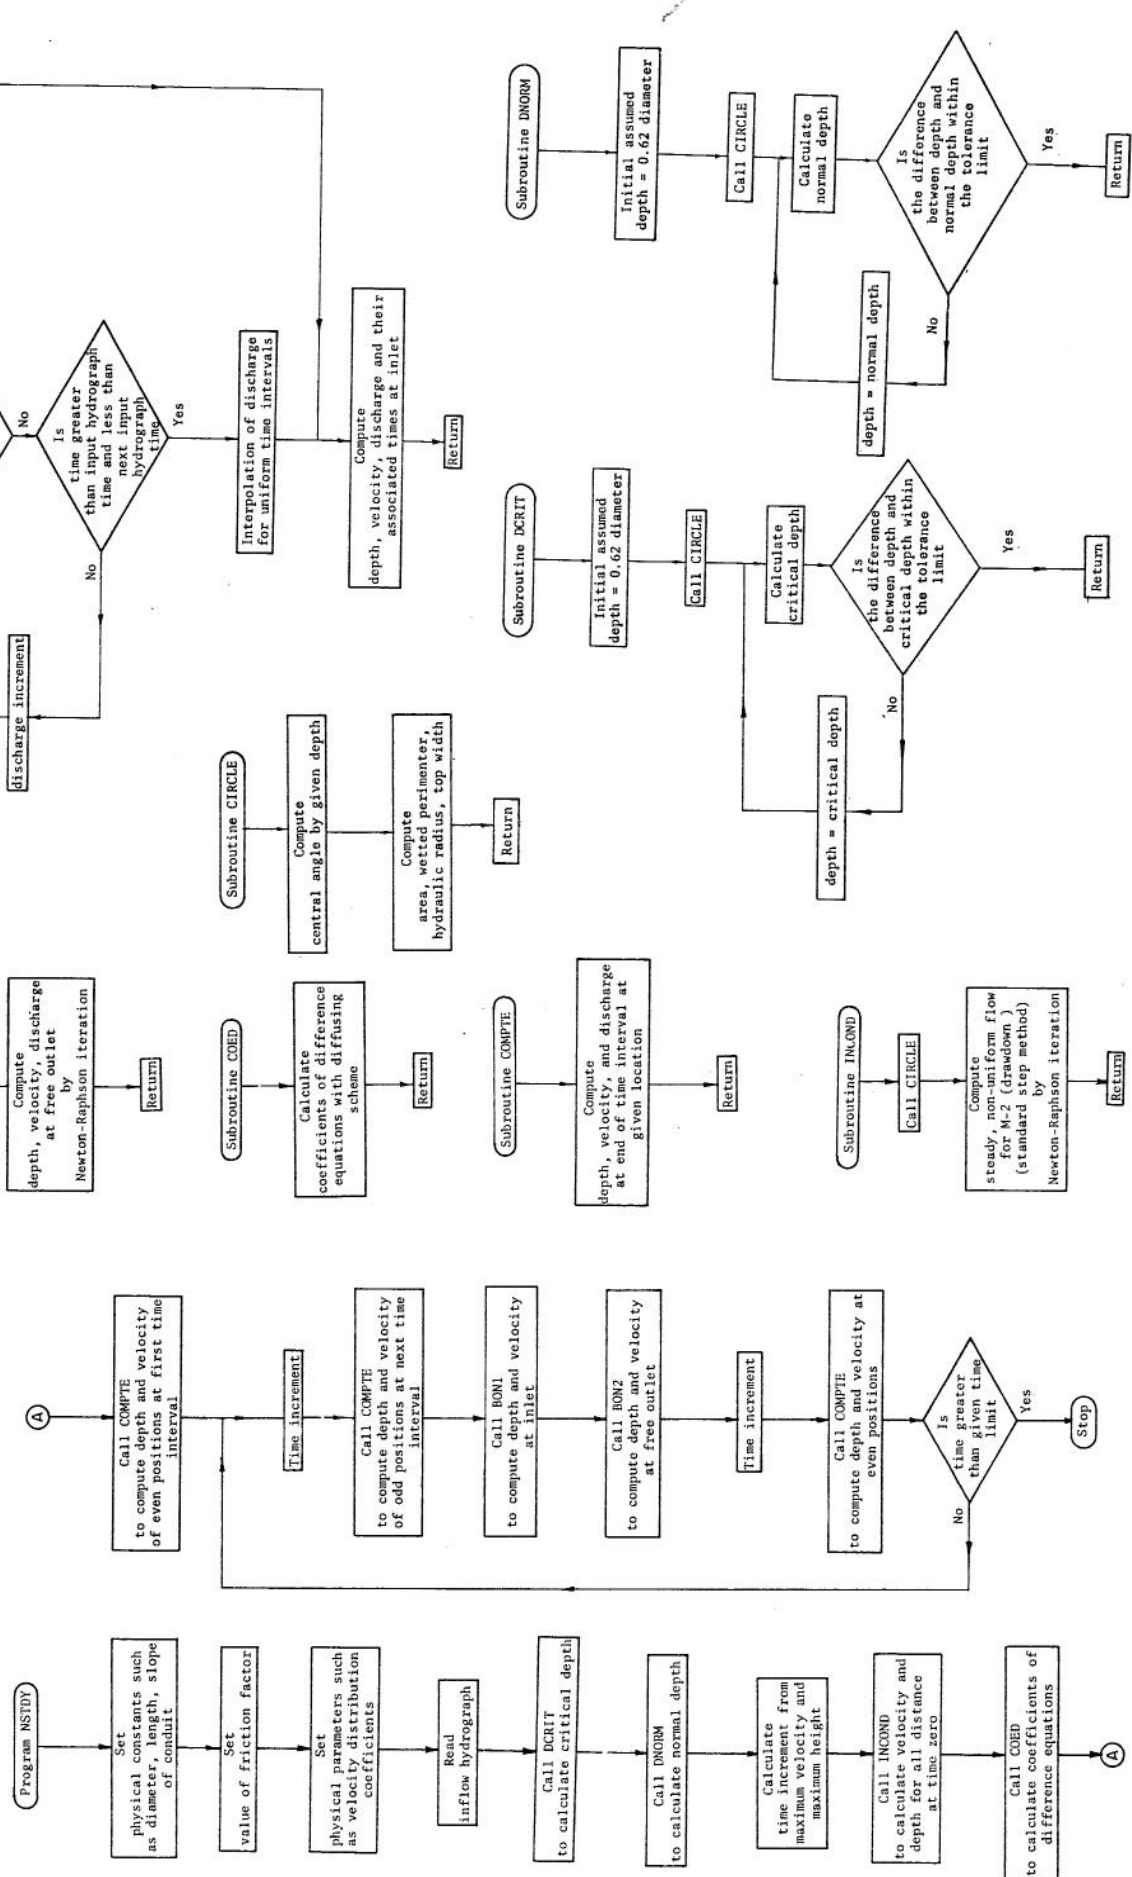 Program NSTDY
Set
physical constants such
as diameter, length, slope
of conduit
Set
value of friction factor
Set
physical parameters such
as velocity distribution
coefficients
Read
inflow hydrograph
Call DCRIT
to calculate critical depth
Call DNORM
to calculate normal depth
Calculate
time increment from
maximum velocity and
maximum height
Call INCOND
to calculate velocity and
depth for all distance
at time zero
Call COED
to calculate coefficients of
difference equations
A
A
Call COMPTE
to compute depth and velocity
of even positions at first time
interval
Time increment
Call COMPTE
to compute depth and velocity
of odd positions at next time
interval
Call BON1
to compute depth and velocity
at inlet
Call BON2
to compute depth and velocity
at free outlet
Time increment
Call COMPTE
to compute depth and velocity at
even positions
Is
time greater
than given time
limit
No
Yes
Stop
Compute
depth, velocity, discharge
at free outlet
by
Newton-Raphson iteration
Return
Subroutine COED
Calculate
coefficients of difference
equations with diffusing
scheme
Return
Subroutine COMPTE
Compute
depth, velocity, and discharge
at end of time interval at
given location
Return
Subroutine INCOND
Call CIRCLE
Compute
steady, non-uniform flow
for M-2 (drawdown )
(standard step method)
by
Newton-Raphson iteration
Return
discharge increment
No
Is
time greater
than input hydrograph
time and less than
next input
hydrograph
time
No
Yes
Interpolation of discharge
for uniform time intervals
Compute
depth, velocity, discharge and their
associated times at inlet
Return
Subroutine CIRCLE
Compute
central angle by given depth
Compute
area, wetted perimenter,
hydraulic radius, top width
Return
Subroutine DCRIT
Initial assumed
depth = 0.62 diameter
Call CIRCLE
Calculate
critical depth
Is
the difference
between depth and
critical depth within
the tolerance
limit
No
depth = critical depth
Yes
Return
Subroutine DNORM
Initial assumed
depth = 0.62 diameter
Call CIRCLE
Calculate
normal depth
Is
the difference
between depth and
normal depth within
the tolerance
limit
No
depth = normal depth
Yes
Return